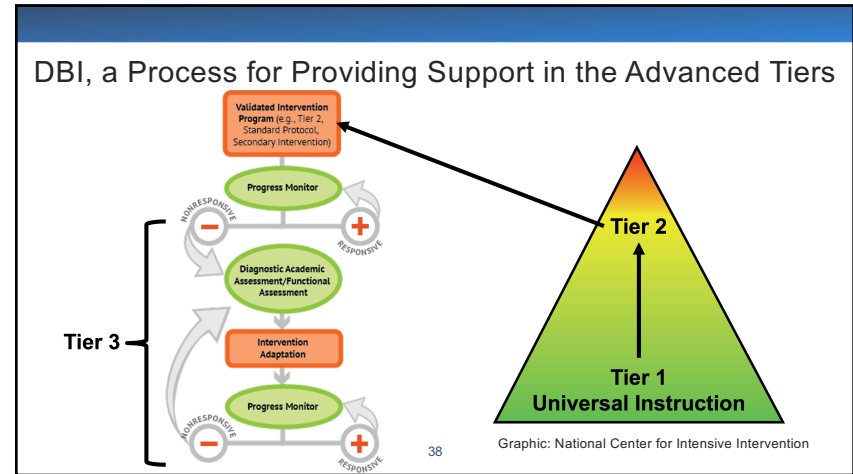 DBI, a Process for Providing Support in the Advanced Tiers
Validated Intervention
Program (e.g., Tier 2,
Standard Protocol,
Secondary Intervention)
Progress Monitor
NONRESPONSIVE
RESPONSIVE
Diagnostic Academic
Assessment/Functional
Assessment
Tier 3
Intervention
Adaptation
Progress Monitor
NONRESPONSIVE
RESPONSIVE
Tier 2
Tier 1
Universal Instruction
38
Graphic: National Center for Intensive Intervention